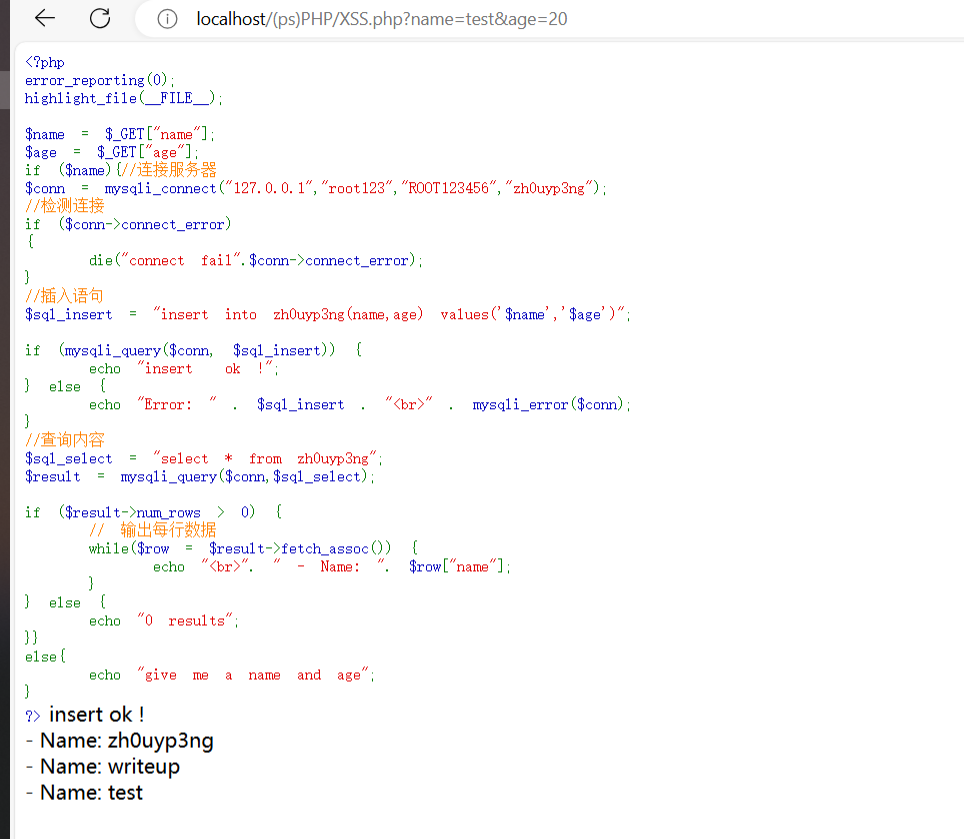 localhost/(ps)PHP/XSS.php?name=test&age=20
<?php
error_reporting(0);
highlight_file(__FILE__);
$name = $_GET["name"];
$age = $_GET["age"];
if ($name){//连接服务器
$conn = mysqli_connect("127.0.0.1","root123","ROOT123456","zh0uyp3ng");
//检测连接
if ($conn->connect_error)
{
die("connect fail".$conn->connect_error);
}
//插入语句
$sql_insert = "insert into zh0uyp3ng(name,age) values('$name','$age')";
if (mysqli_query($conn, $sql_insert)) {
echo "insert ok !";
} else {
echo "Error: " . $sql_insert . "<br>" . mysqli_error($conn);
}
//查询内容
$sql_select = "select * from zh0uyp3ng";
$result = mysqli_query($conn,$sql_select);
if ($result->num_rows > 0) {
// 输出每行数据
while($row = $result->fetch_assoc()) {
echo "<br>". " - Name: ". $row["name"];
}
} else {
echo "0 results";
}}
else{
echo "give me a name and age";
}
?> insert ok !
- Name: zh0uyp3ng
- Name: writeup
- Name: test